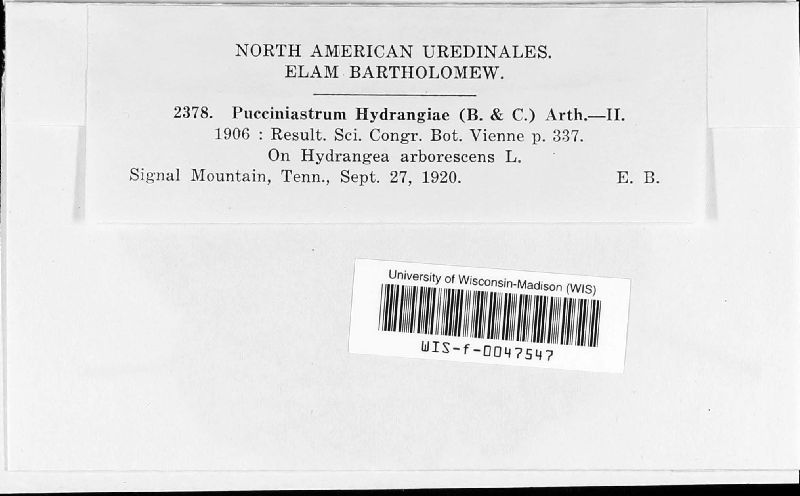 NORTH AMERICAN UREDINALES.
ELAM BARTHOLOMEW.
2378. Pucciniastrum Hydrangiae (B. & C.) Arth.—II.
1906 : Result. Sci. Congr. Bot. Vienne p. 337.
On Hydrangea arborescens L.
Signal Mountain, Tenn., Sept. 27, 1920. E. B.
University of Wisconsin-Madison (WIS)
WIS-f-0047547